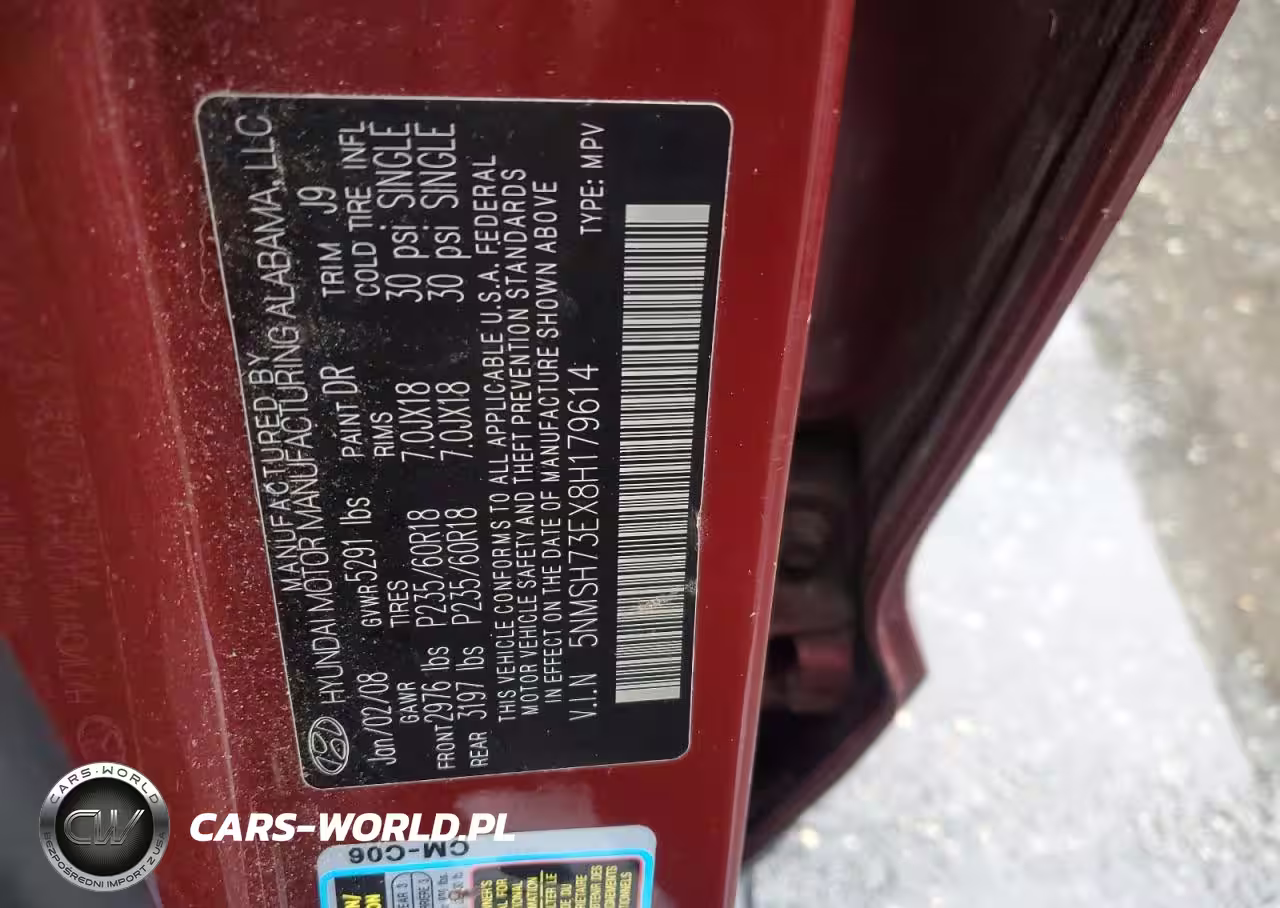 MANUFACTURED BY
HYUNDAI MOTOR MANUFACTURING ALABAMA, LLC
Jan/02/08 GVWR 5291 lbs PAINT DR TRIM J9
GAWR TIRES RIMS COLD TIRE INFL
FRONT 2976 lbs P235/60R18 7.0JX18 30 psi SINGLE
REAR 3197 lbs P235/60R18 7.0JX18 30 psi SINGLE
THIS VEHICLE CONFORMS TO ALL APPLICABLE U.S.A. FEDERAL
MOTOR VEHICLE SAFETY AND THEFT PREVENTION STANDARDS
IN EFFECT ON THE DATE OF MANUFACTURE SHOWN ABOVE
V.I.N 5NMSH73EX8H179614 TYPE: MPV
CM-C06
CARS-WORLD
CW
BEZPOŚREDNI IMPORT Z USA
CARS-WORLD.PL